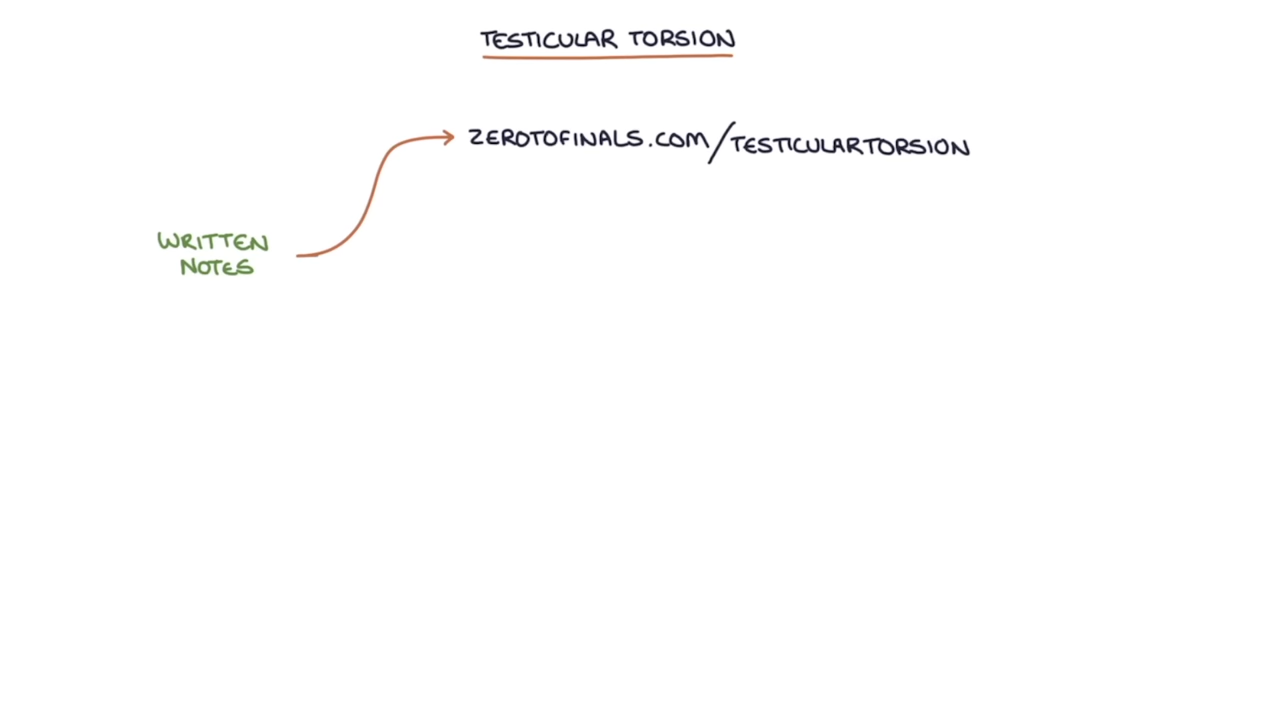 TESTICULAR TORSION
ZEROTOFINALS.COM/TESTICULARTORSION
WRITTEN
NOTES